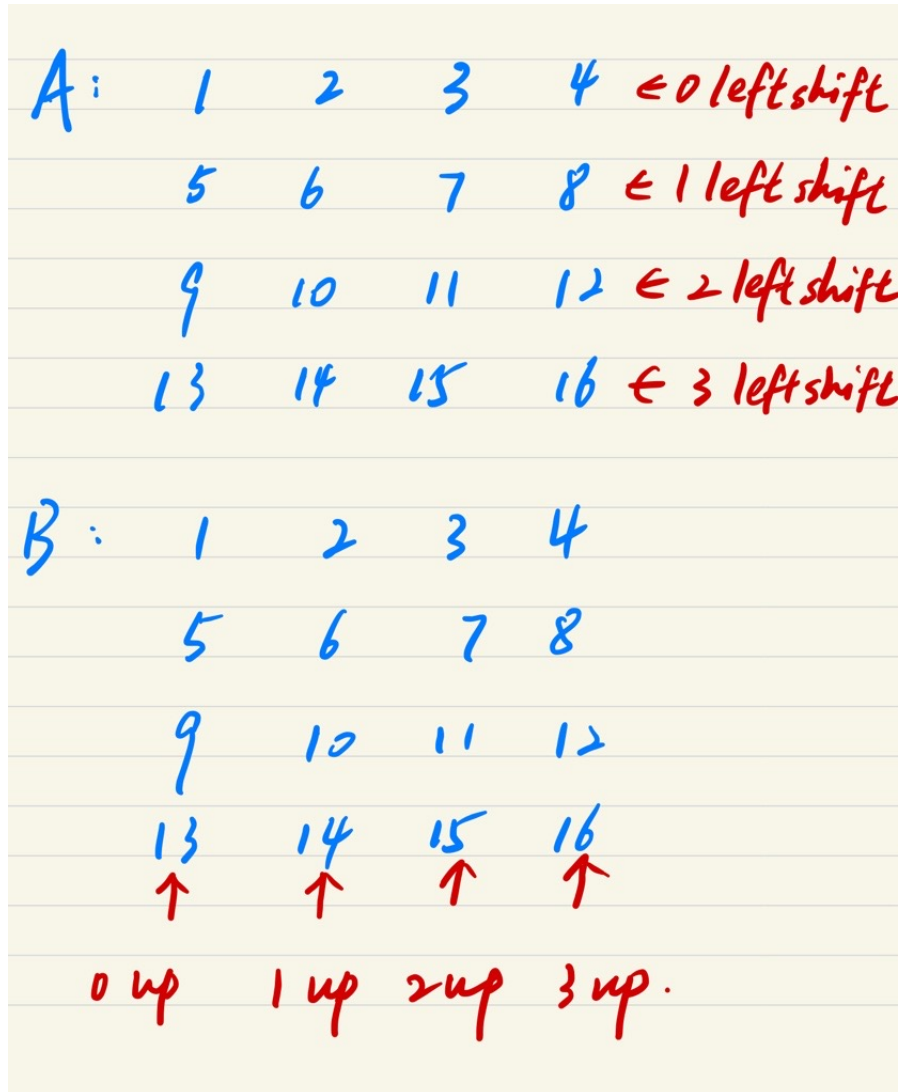 A: 1 2 3 4 ← 0 left shift
5 6 7 8 ← 1 left shift
9 10 11 12 ← 2 left shift
13 14 15 16 ← 3 left shift
B: 1 2 3 4
5 6 7 8
9 10 11 12
13 14 15 16
↑ ↑ ↑ ↑
0 up 1 up 2 up 3 up.